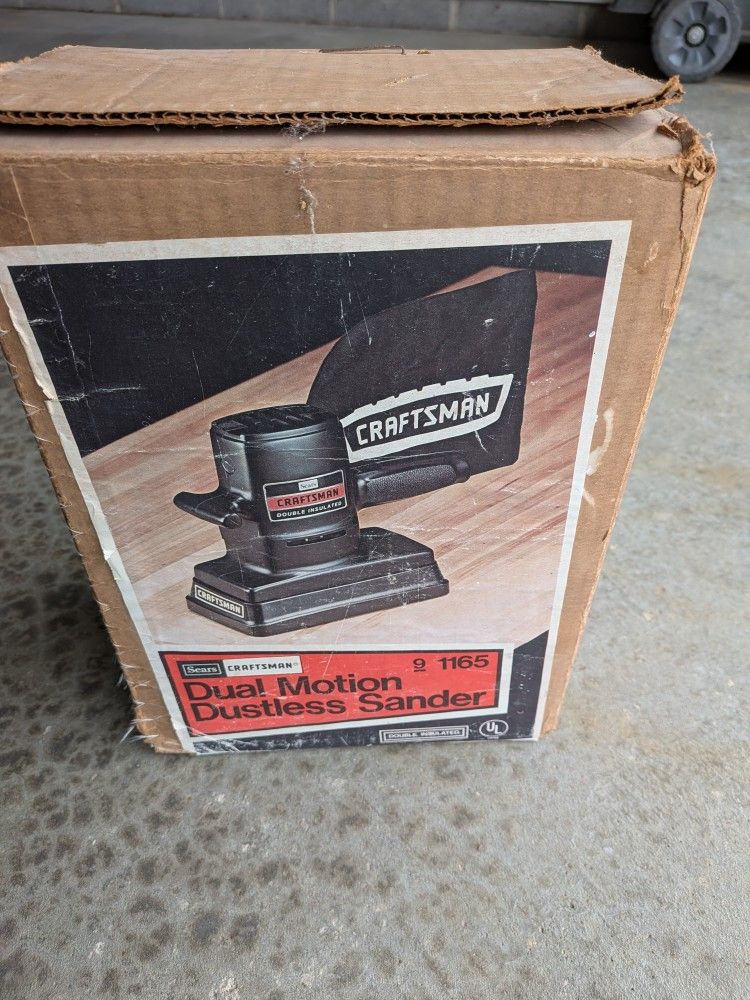 CRAFTSMAN
Sears
CRAFTSMAN
DOUBLE INSULATED
CRAFTSMAN
Sears CRAFTSMAN® 9 1165
Dual Motion
Dustless Sander
DOUBLE INSULATED UL